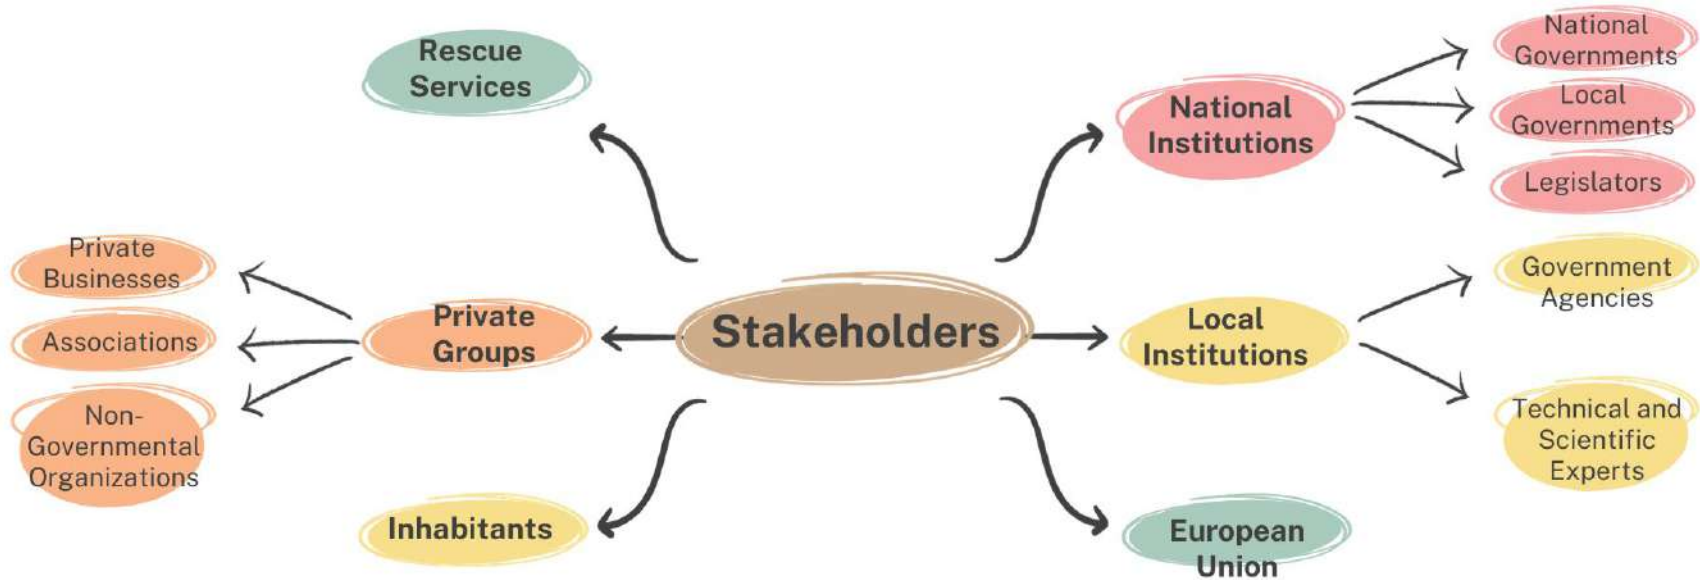 Rescue
Services
National
Institutions
National
Governments
Local
Governments
Legislators
Private
Businesses
Associations
Non-
Governmental
Organizations
Private
Groups
Stakeholders
Local
Institutions
Government
Agencies
Technical and
Scientific
Experts
Inhabitants
European
Union